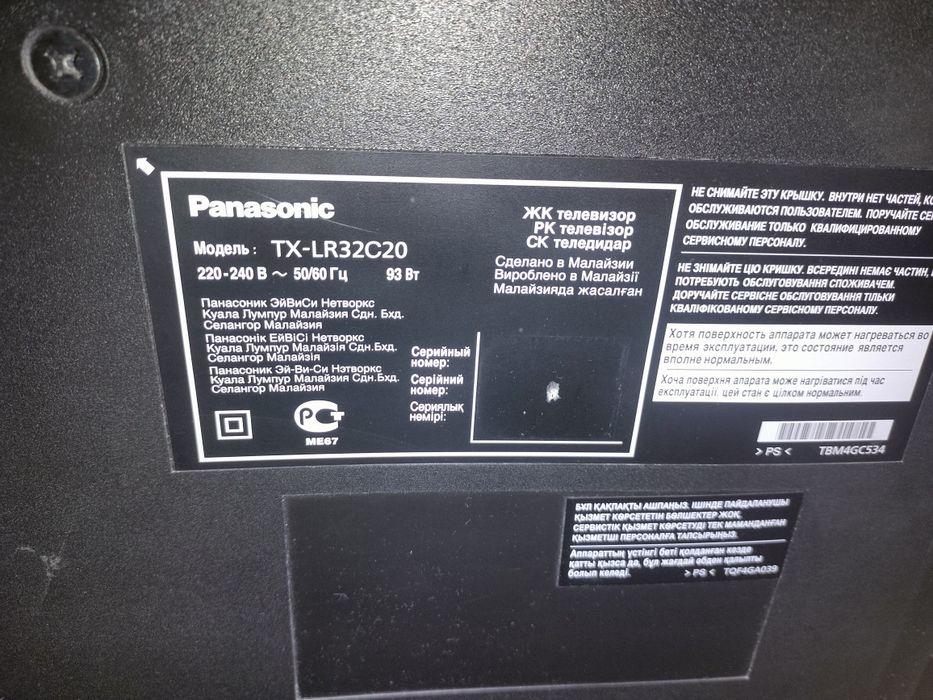 Panasonic
Модель: TX-LR32C20
220-240 В ~ 50/60 Гц 93 Вт
ЖК телевизор
РК телевізор
СК теледидар
Сделано в Малайзии
Вироблено в Малайзії
Малайзияда жасалған
Панасоник ЭйВиСи Нетворкс
Куала Лумпур Малайзия Сдн. Бхд.
Селангор Малайзия
Панасонік ЕйВіСі Нетворкс
Куала Лумпур Малайзія Сдн.Бхд.
Селангор Малайзія
Панасоник Эй-Ви-Си Нэтворкс
Куала Лумпур Малайзия Сдн.Бхд.
Селангор Малайзия
Серийный
номер:
Серійний
номер:
Сериялық
нөмірі:
РСТ
МЕ67
НЕ СНИМАЙТЕ ЭТУ КРЫШКУ. ВНУТРИ НЕТ ЧАСТЕЙ, КО
ОБСЛУЖИВАЮТСЯ ПОЛЬЗОВАТЕЛЕМ. ПОРУЧАЙТЕ СЕР
ОБСЛУЖИВАНИЕ ТОЛЬКО КВАЛИФИЦИРОВАННОМУ
СЕРВИСНОМУ ПЕРСОНАЛУ.
НЕ ЗНІМАЙТЕ ЦЮ КРИШКУ. ВСЕРЕДИНІ НЕМАЄ ЧАСТИН,
ПОТРЕБУЮТЬ ОБСЛУГОВУВАННЯ СПОЖИВАЧЕМ.
ДОРУЧАЙТЕ СЕРВІСНЕ ОБСЛУГОВУВАННЯ ТІЛЬКИ
КВАЛІФІКОВАНОМУ СЕРВІСНОМУ ПЕРСОНАЛУ.
Хотя поверхность аппарата может нагреваться во
время эксплуатации, это состояние является
вполне нормальным.
Хоча поверхня апарата може нагріватися під час
експлуатації, цей стан є цілком нормальним.
> PS < TBM4GC534
БҰЛ ҚАҚПАҚТЫ АШПАҢЫЗ. ІШІНДЕ ПАЙДАЛАНУШЫ
ҚЫЗМЕТ КӨРСЕТЕТІН БӨЛШЕКТЕР ЖОҚ.
СЕРВИСТІК ҚЫЗМЕТ КӨРСЕТУДІ ТЕК МАМАНДАНҒАН
ҚЫЗМЕТШІ ПЕРСОНАЛҒА ТАПСЫРЫҢЫЗ.
Аппараттың үстіңгі беті қолданған кезде
қатты қызса да, бұл жағдай әбден қалыпты
болып келеді.
> PS < TQF4GA039